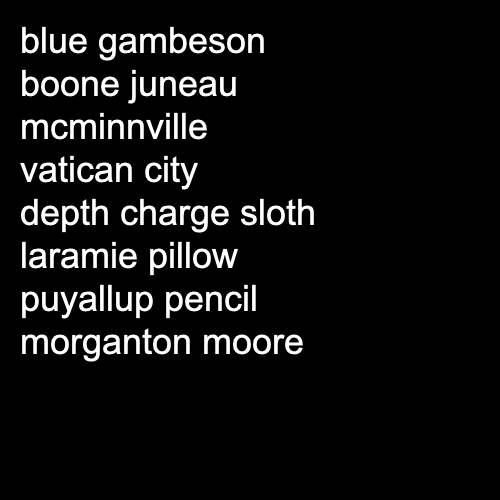 blue gambeson
boone juneau
mcminnville
vatican city
depth charge sloth
laramie pillow
puyallup pencil
morganton moore